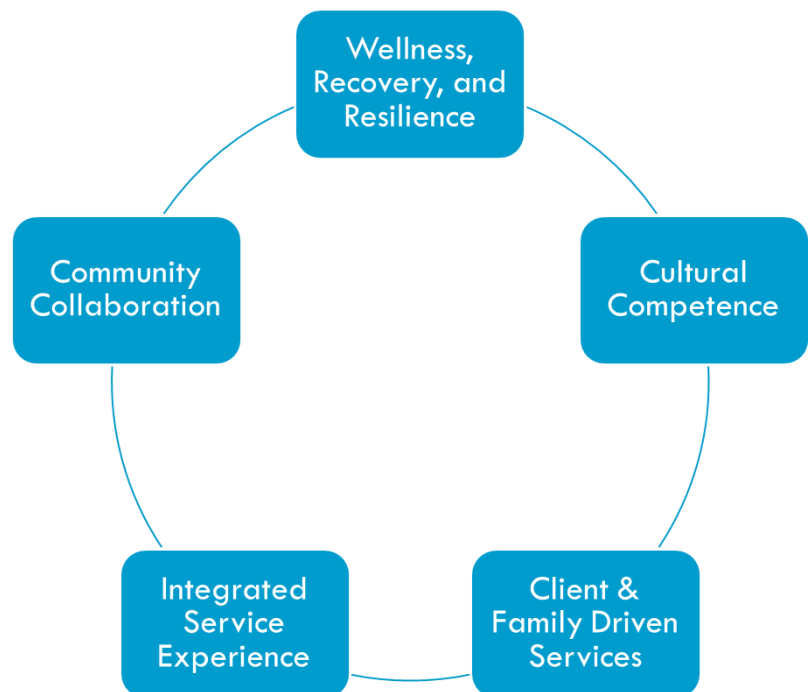 Wellness,
Recovery, and
Resilience
Cultural
Competence
Client &
Family Driven
Services
Integrated
Service
Experience
Community
Collaboration